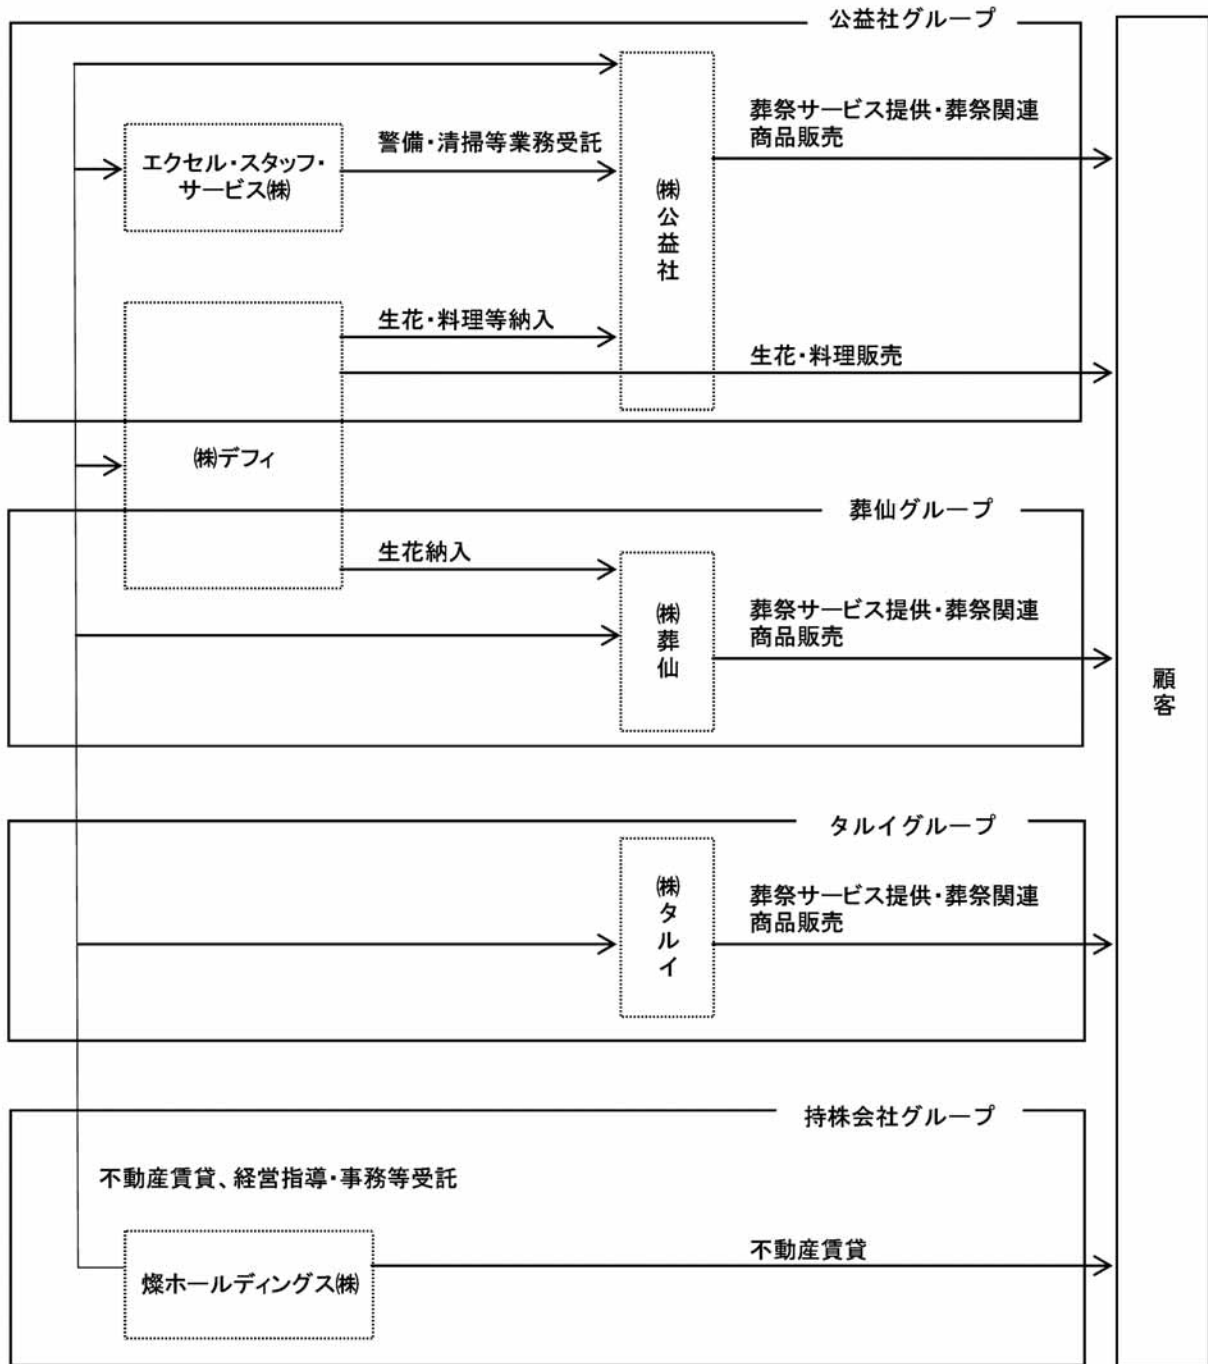 公益社グループ
葬祭サービス提供・葬祭関連
商品販売
警備・清掃等業務受託
エクセル・スタッフ・
サービス㈱
㈱公益社
生花・料理等納入
生花・料理販売
㈱デフィ
葬仙グループ
生花納入
㈱葬仙
葬祭サービス提供・葬祭関連
商品販売
顧客
タルイグループ
㈱タルイ
葬祭サービス提供・葬祭関連
商品販売
持株会社グループ
不動産賃貸、経営指導・事務等受託
不動産賃貸
燦ホールディングス㈱